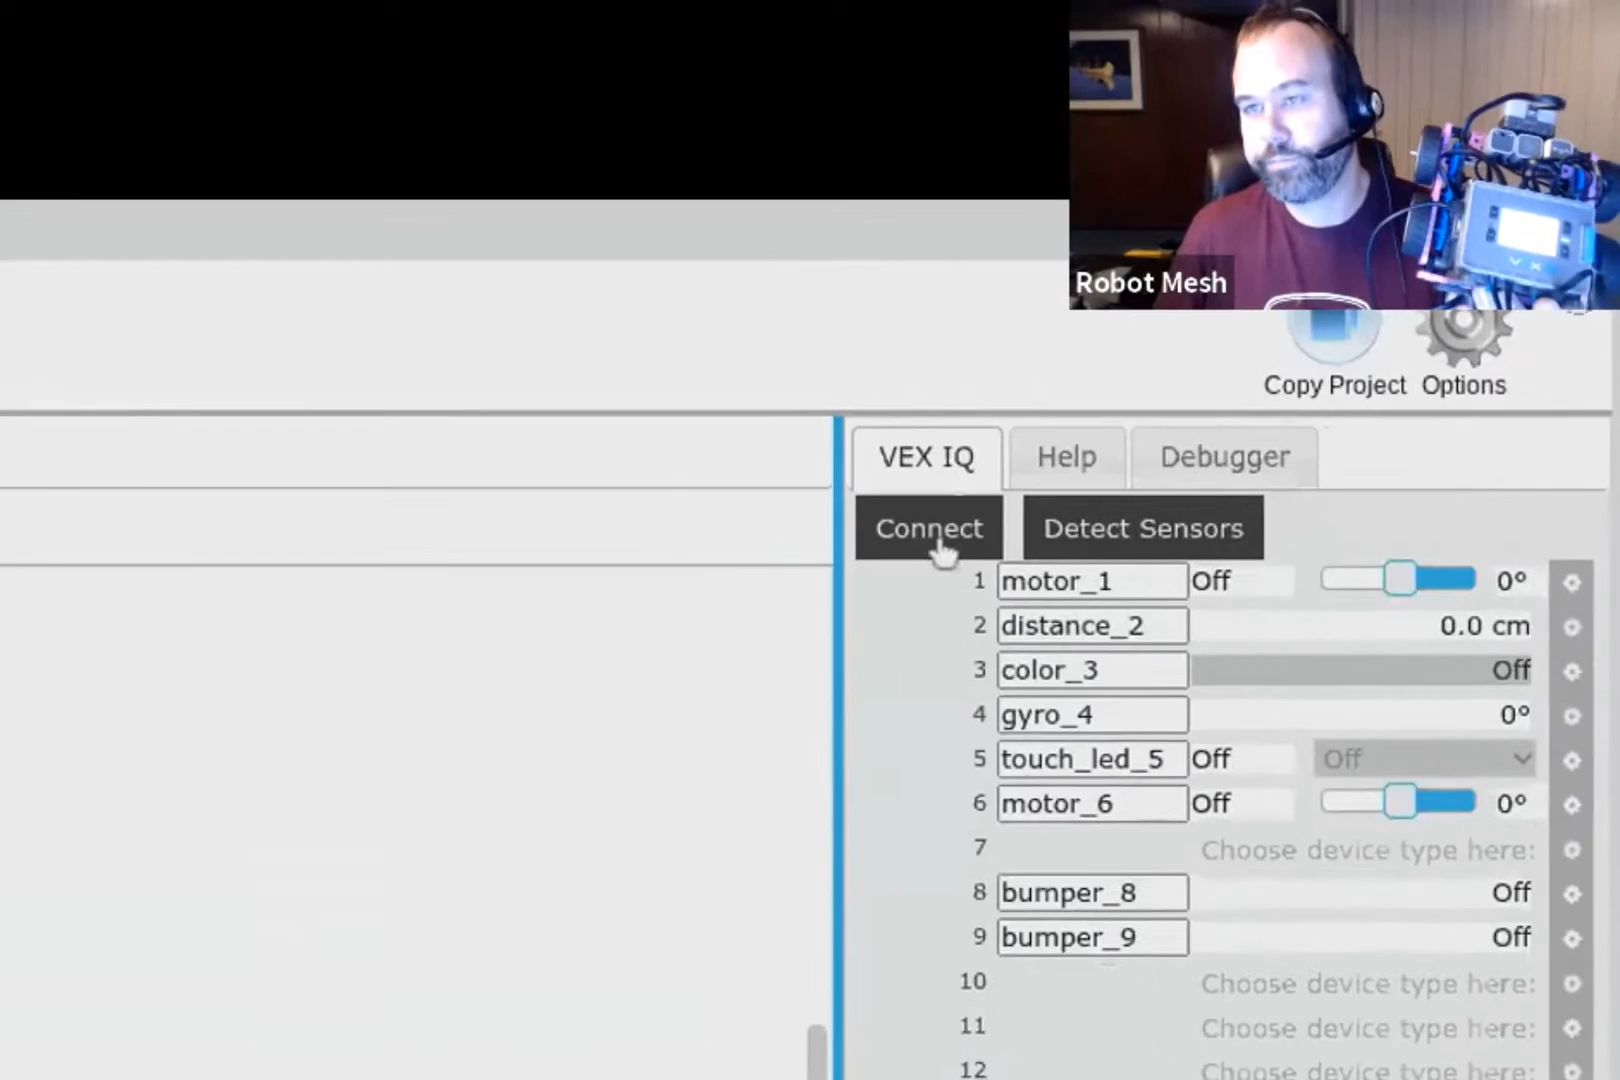 Robot Mesh
Copy Project Options
VEX IQ Help Debugger
Connect Detect Sensors
1 motor_1 Off 0°
2 distance_2 0.0 cm
3 color_3 Off
4 gyro_4 0°
5 touch_led_5 Off Off
6 motor_6 Off 0°
7 Choose device type here:
8 bumper_8 Off
9 bumper_9 Off
10 Choose device type here:
11 Choose device type here:
12 Choose device type here: